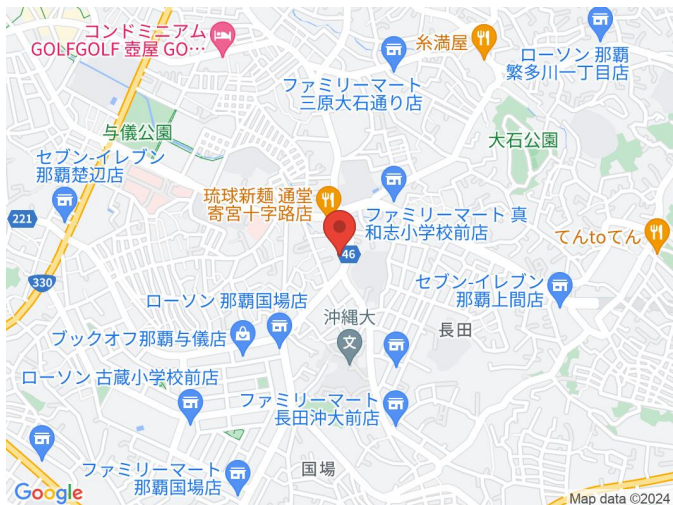 コンドミニアム
GOLFGOLF 壺屋 GO…
糸満屋
ローソン 那覇
繁多川一丁目店
ファミリーマート
三原大石通り店
与儀公園
大石公園
セブン-イレブン
那覇楚辺店
琉球新麺 通堂
寄宮十字路店
221
ファミリーマート 真
和志小学校前店
てんtoてん
46
330
セブン-イレブン
那覇上間店
ローソン 那覇国場店
沖縄大
長田
ブックオフ那覇与儀店
ローソン 古蔵小学校前店
ファミリーマート
長田沖大前店
国場
ファミリーマート
那覇国場店
Google
Map data ©2024